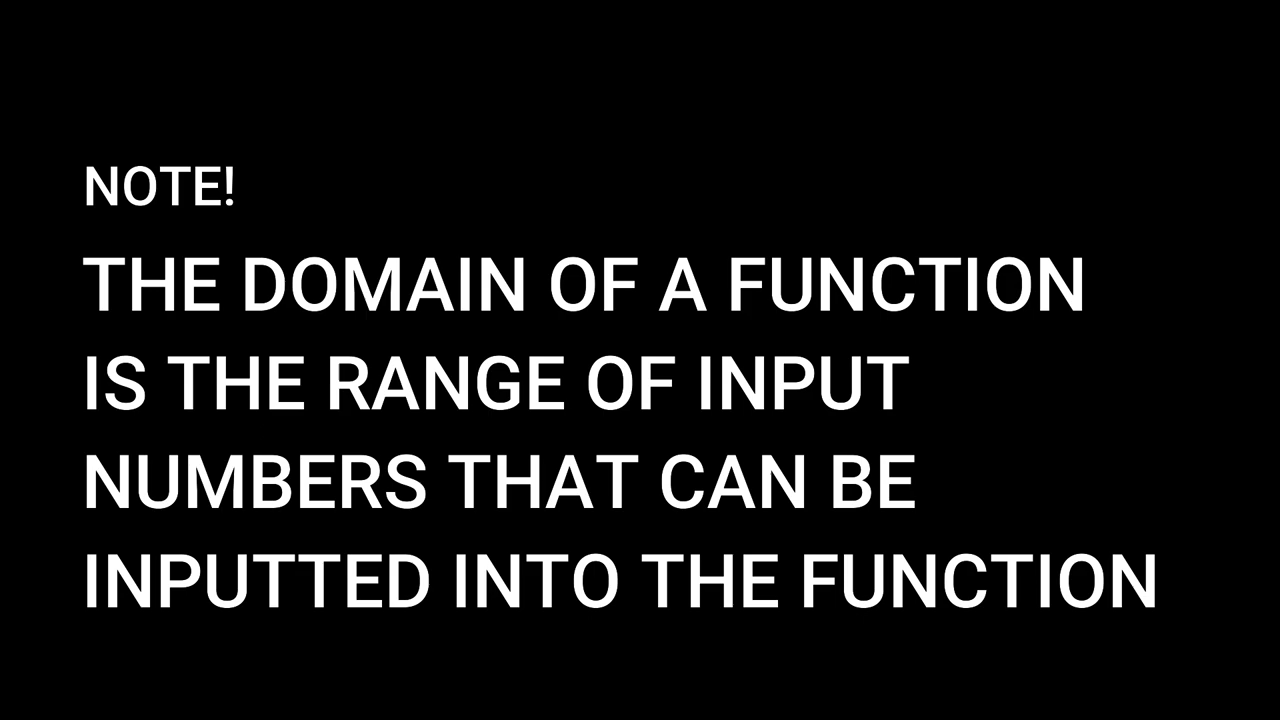 NOTE!
THE DOMAIN OF A FUNCTION
IS THE RANGE OF INPUT
NUMBERS THAT CAN BE
INPUTTED INTO THE FUNCTION